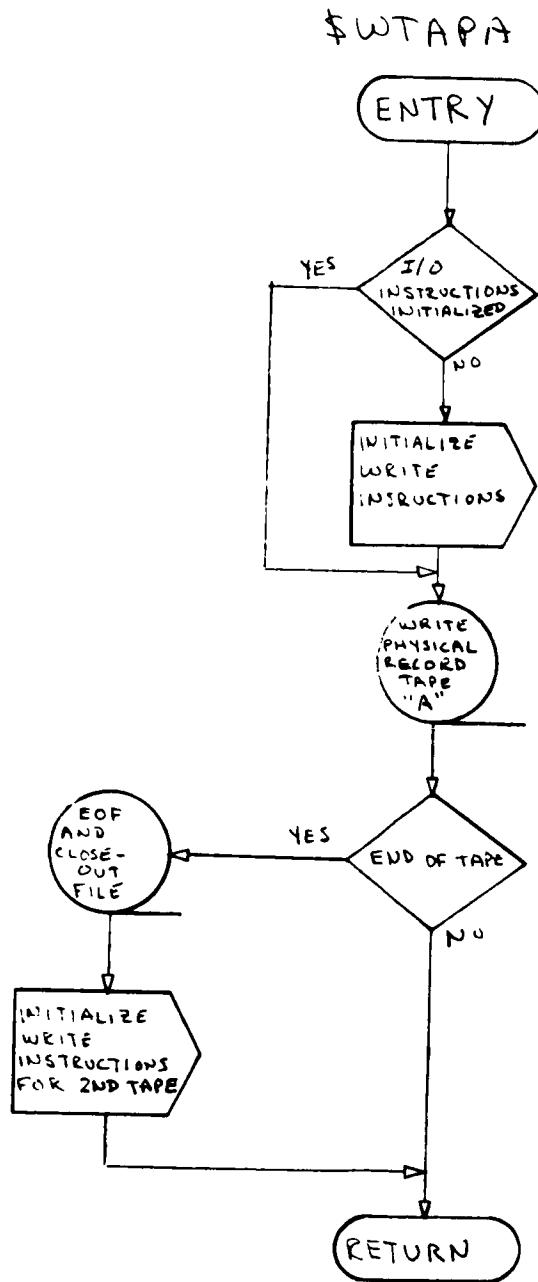 $WTAPA
ENTRY
YES
I/O
INSTRUCTIONS
INITIALIZED
NO
INITIALIZE
WRITE
INSRUCTIONS
WRITE
PHYSICAL
RECORD
TAPE
"A"
EOF
AND
CLOSE-
OUT
FILE
YES
END OF TAPE
NO
INITIALIZE
WRITE
INSTRUCTIONS
FOR 2ND TAPE
RETURN